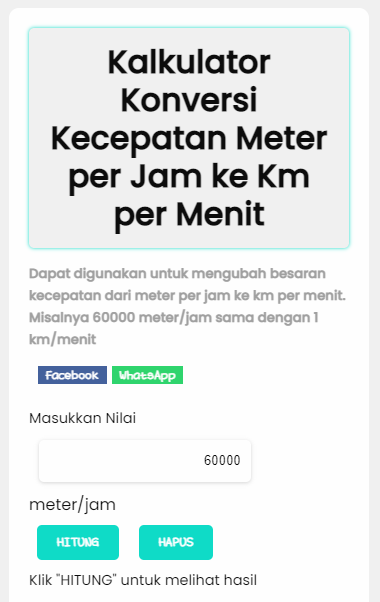 Kalkulator
Konversi
Kecepatan Meter
per Jam ke Km
per Menit
Dapat digunakan untuk mengubah besaran
kecepatan dari meter per jam ke km per menit.
Misalnya 60000 meter/jam sama dengan 1
km/menit
Facebook WhatsApp
Masukkan Nilai
60000
meter/jam
HITUNG HAPUS
Klik "HITUNG" untuk melihat hasil